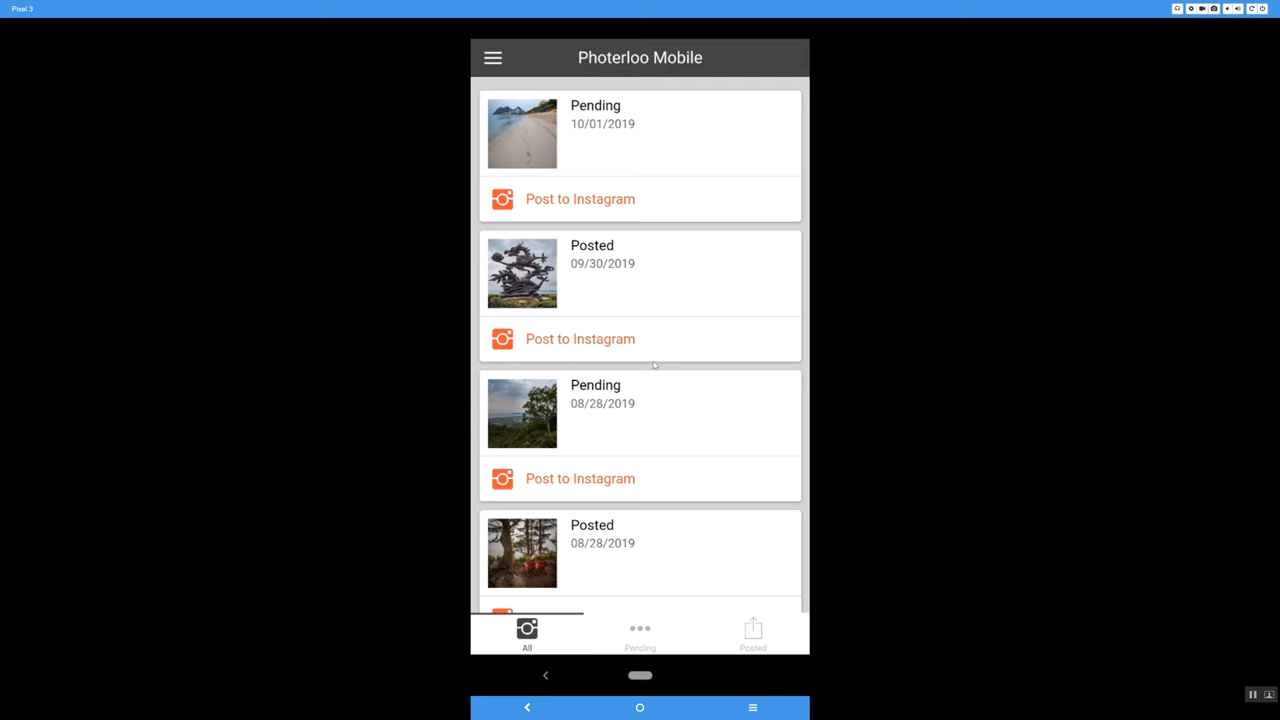 Pixel 3
Photerloo Mobile
Pending
10/01/2019
Post to Instagram
Posted
09/30/2019
Post to Instagram
Pending
08/28/2019
Post to Instagram
Posted
08/28/2019
All
Pending
Posted